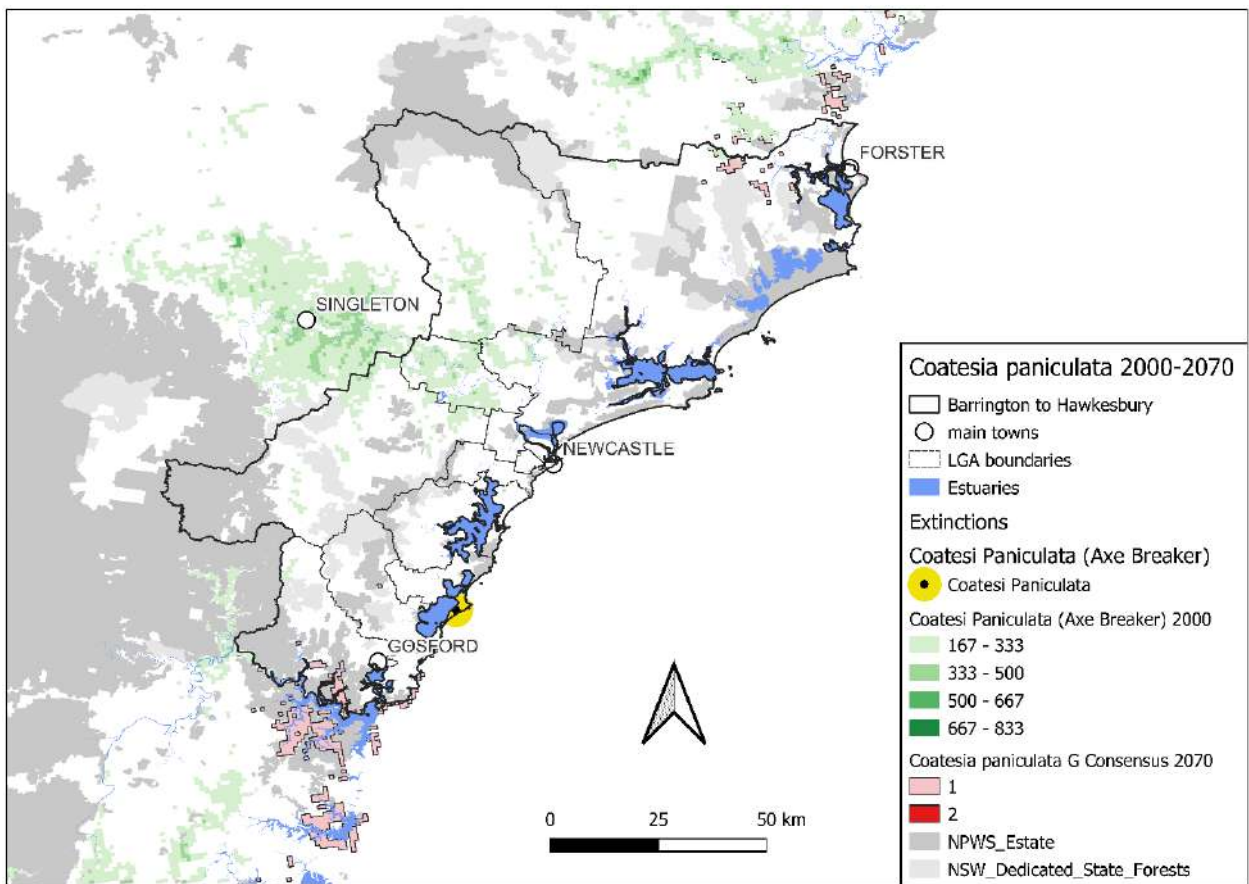 FORSTER
SINGLETON
NEWCASTLE
GOSFORD
0 25 50 km
Coatesia paniculata 2000-2070
Barrington to Hawkesbury
main towns
LGA boundaries
Estuaries
Extinctions
Coatesi Paniculata (Axe Breaker)
Coatesi Paniculata
Coatesi Paniculata (Axe Breaker) 2000
167 - 333
333 - 500
500 - 667
667 - 833
Coatesia paniculata G Consensus 2070
1
2
NPWS_Estate
NSW_Dedicated_State_Forests